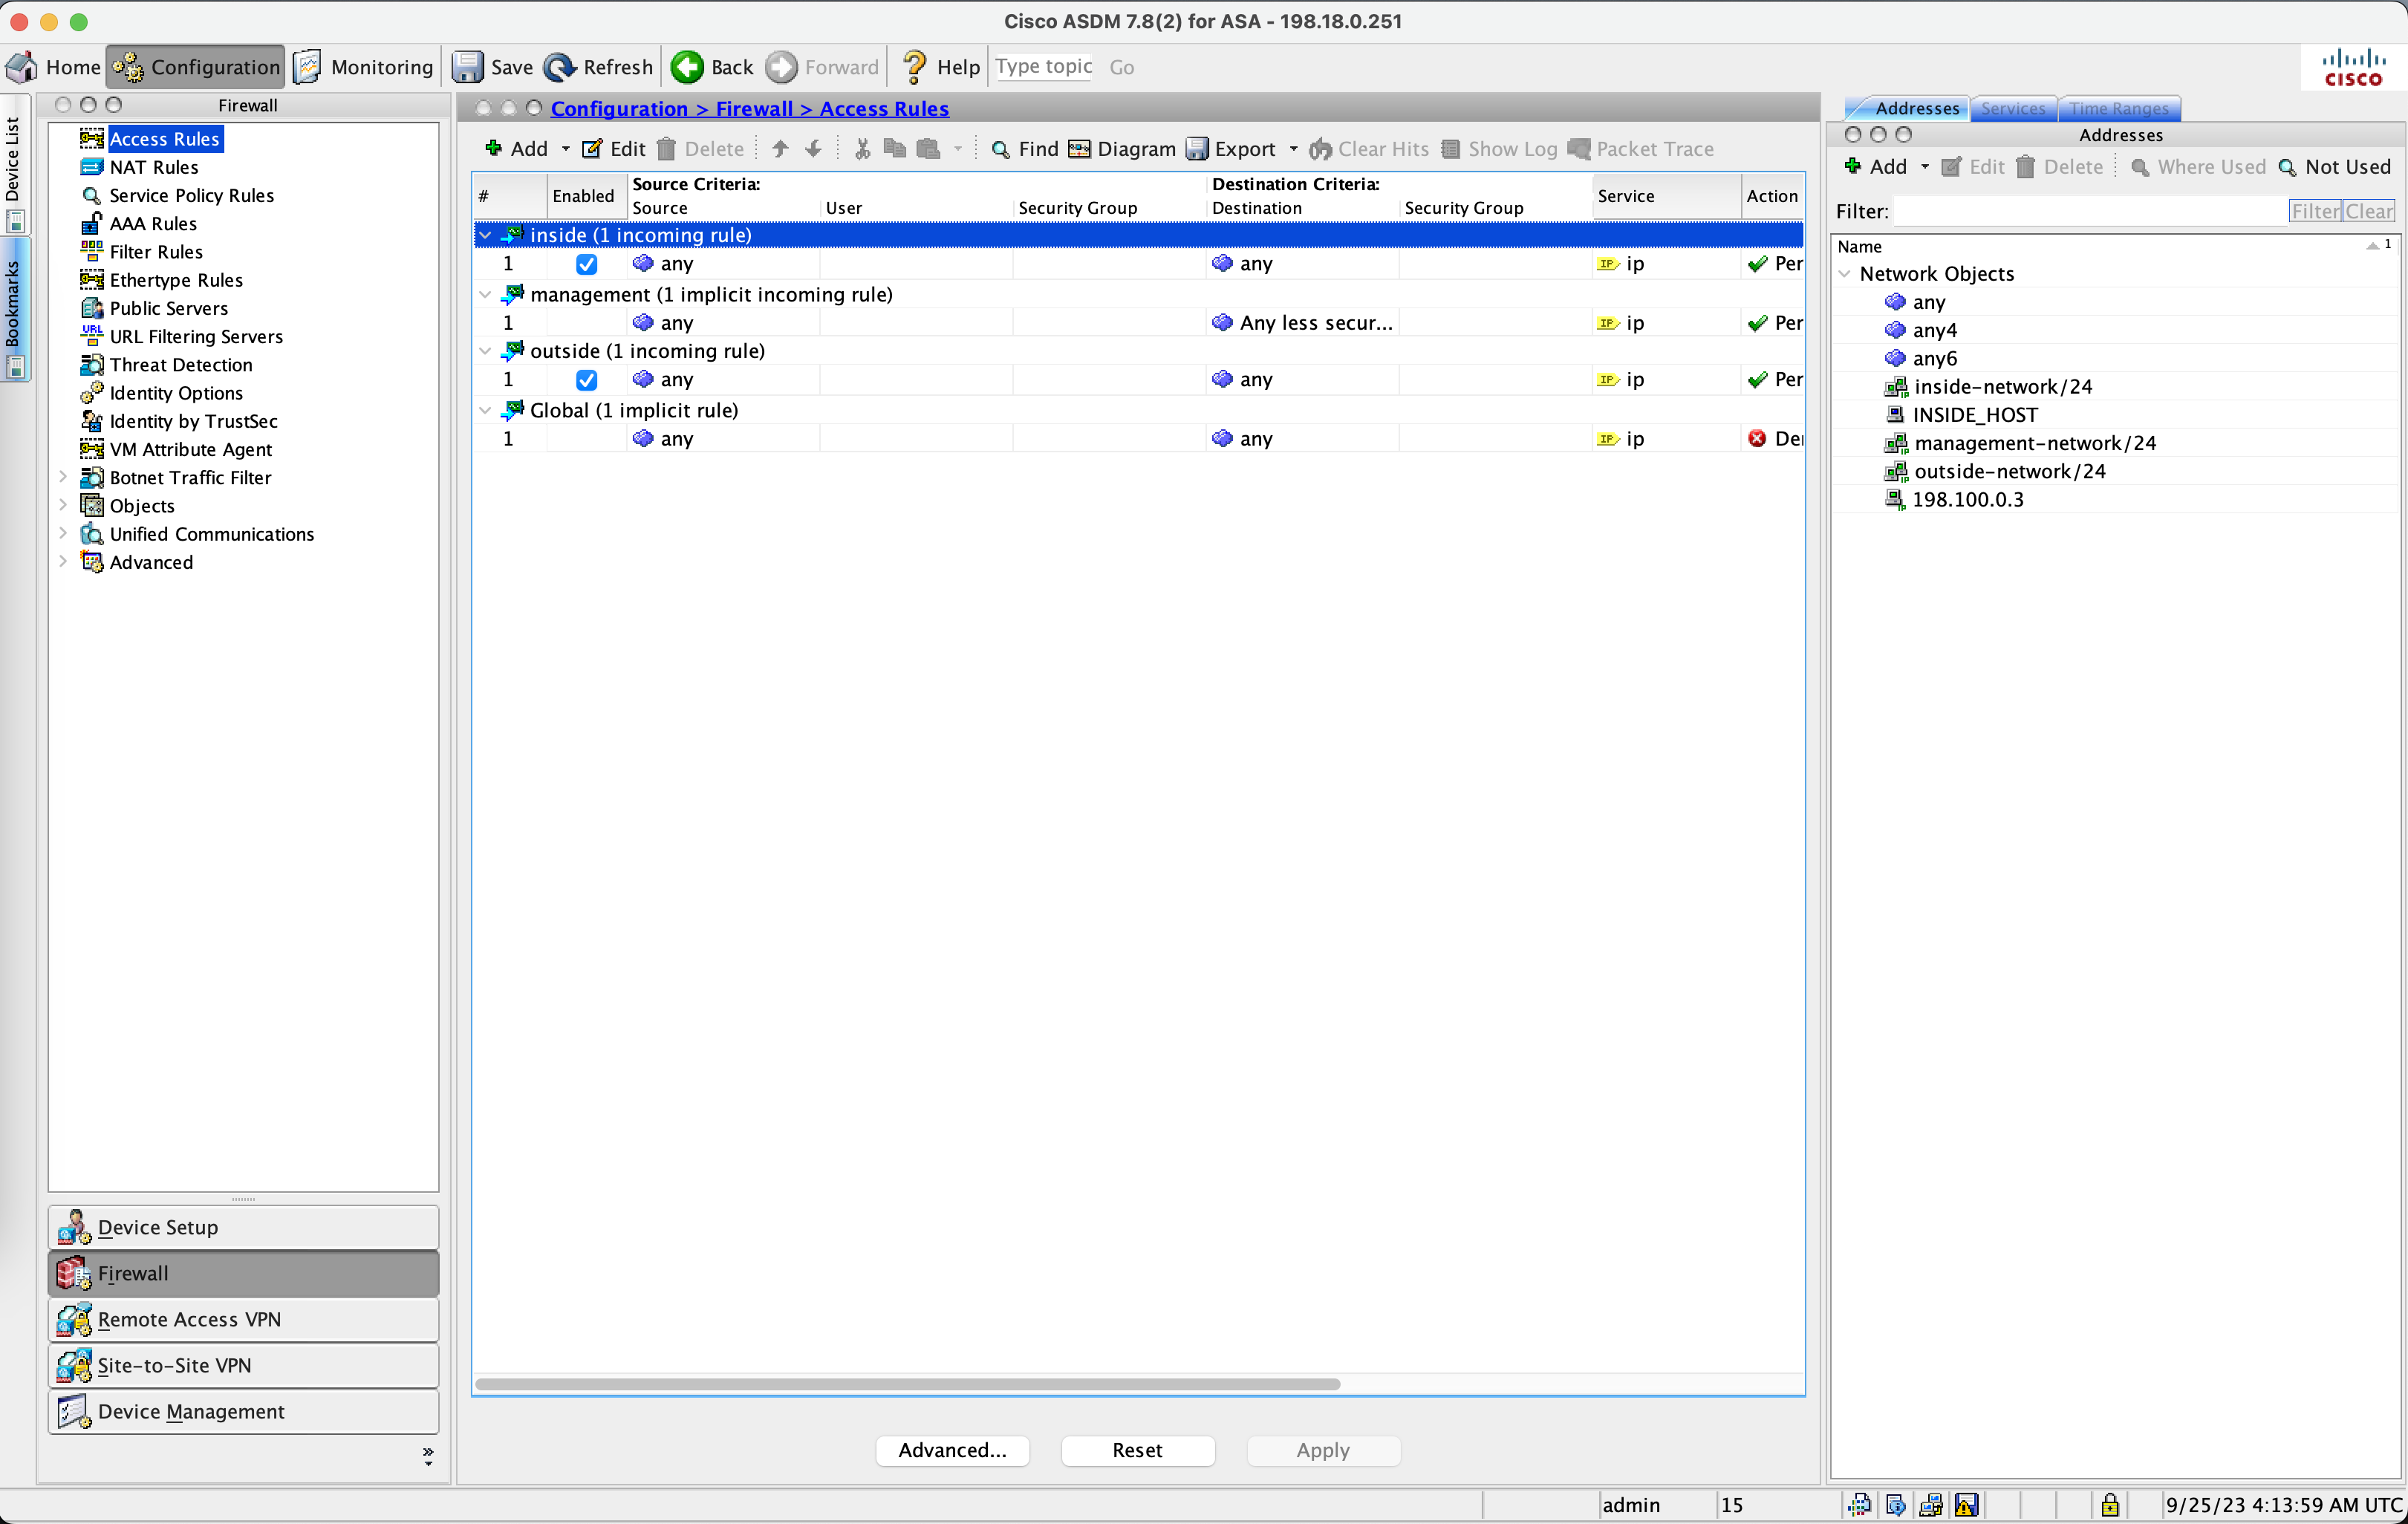 Cisco ASDM 7.8(2) for ASA - 198.18.0.251
Home Configuration Monitoring Save Refresh Back Forward Help Type topic Go
CISCO
Device List
Bookmarks
Firewall
Access Rules
NAT Rules
Service Policy Rules
AAA Rules
Filter Rules
Ethertype Rules
Public Servers
URL Filtering Servers
Threat Detection
Identity Options
Identity by TrustSec
VM Attribute Agent
Botnet Traffic Filter
Objects
Unified Communications
Advanced
Device Setup
Firewall
Remote Access VPN
Site-to-Site VPN
Device Management
Configuration > Firewall > Access Rules
Add Edit Delete Find Diagram Export Clear Hits Show Log Packet Trace
# Enabled Source Criteria: Destination Criteria: Service Action
Source User Security Group Destination Security Group
inside (1 incoming rule)
1 any any IP ip Per
management (1 implicit incoming rule)
1 any Any less secur... IP ip Per
outside (1 incoming rule)
1 any any IP ip Per
Global (1 implicit rule)
1 any any IP ip De
Advanced... Reset Apply
Addresses Services Time Ranges
Addresses
Add Edit Delete Where Used Not Used
Filter: Filter Clear
Name 1
Network Objects
any
any4
any6
inside-network/24
INSIDE_HOST
management-network/24
outside-network/24
198.100.0.3
admin 15 9/25/23 4:13:59 AM UTC